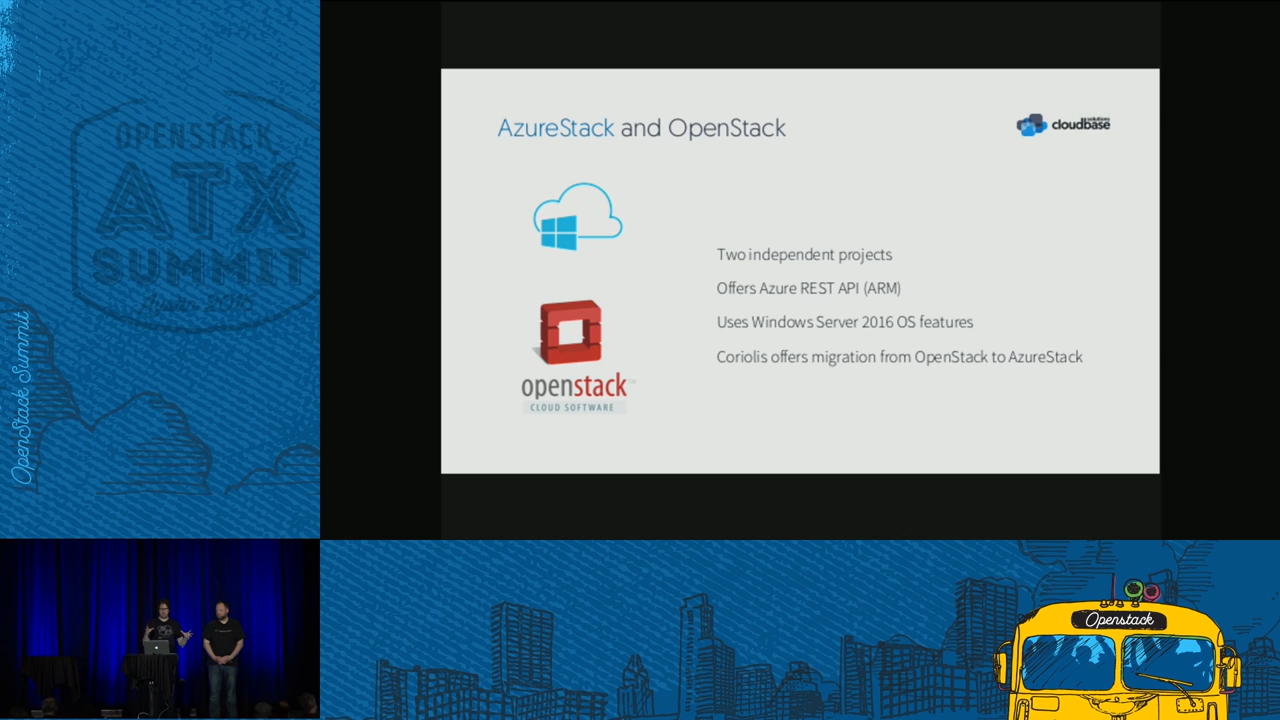 OPENSTACK
ATX
SUMMIT
Austin 2016
OpenStack Summit
AzureStack and OpenStack
cloudbase
solutions
Two independent projects
Offers Azure REST API (ARM)
Uses Windows Server 2016 OS features
Coriolis offers migration from OpenStack to AzureStack
openstack
CLOUD SOFTWARE
Openstack